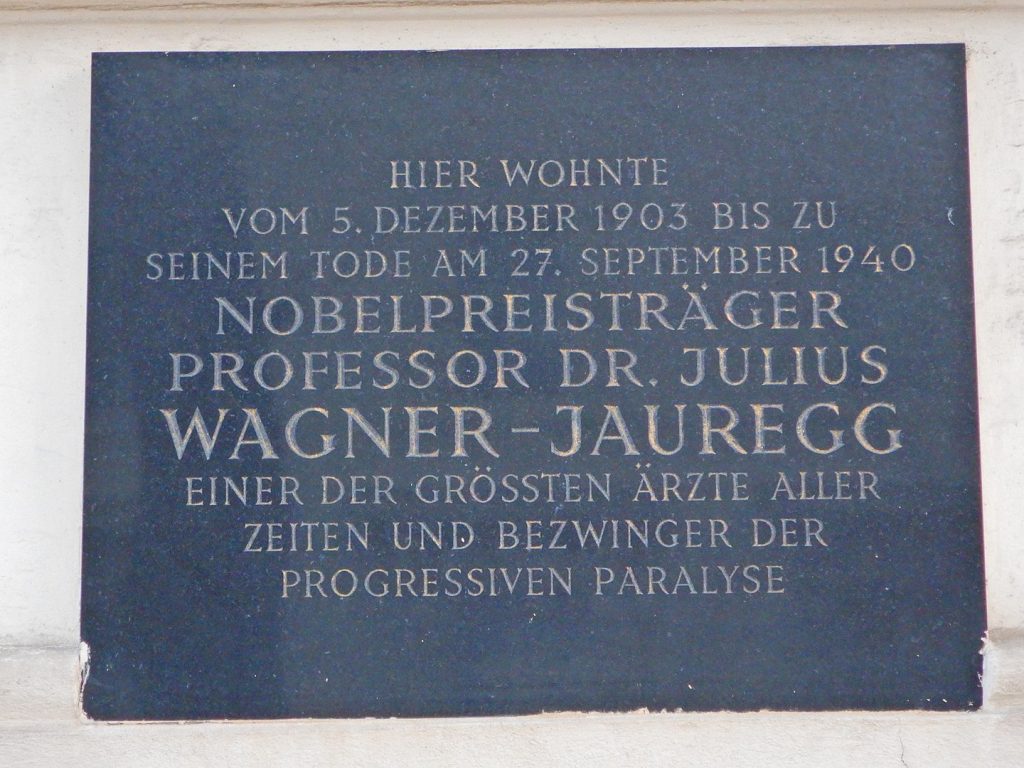 HIER WOHNTE
VOM 5. DEZEMBER 1903 BIS ZU
SEINEM TODE AM 27. SEPTEMBER 1940
NOBELPREISTRÄGER
PROFESSOR DR. JULIUS
WAGNER-JAUREGG
EINER DER GRÖSSTEN ÄRZTE ALLER
ZEITEN UND BEZWINGER DER
PROGRESSIVEN PARALYSE